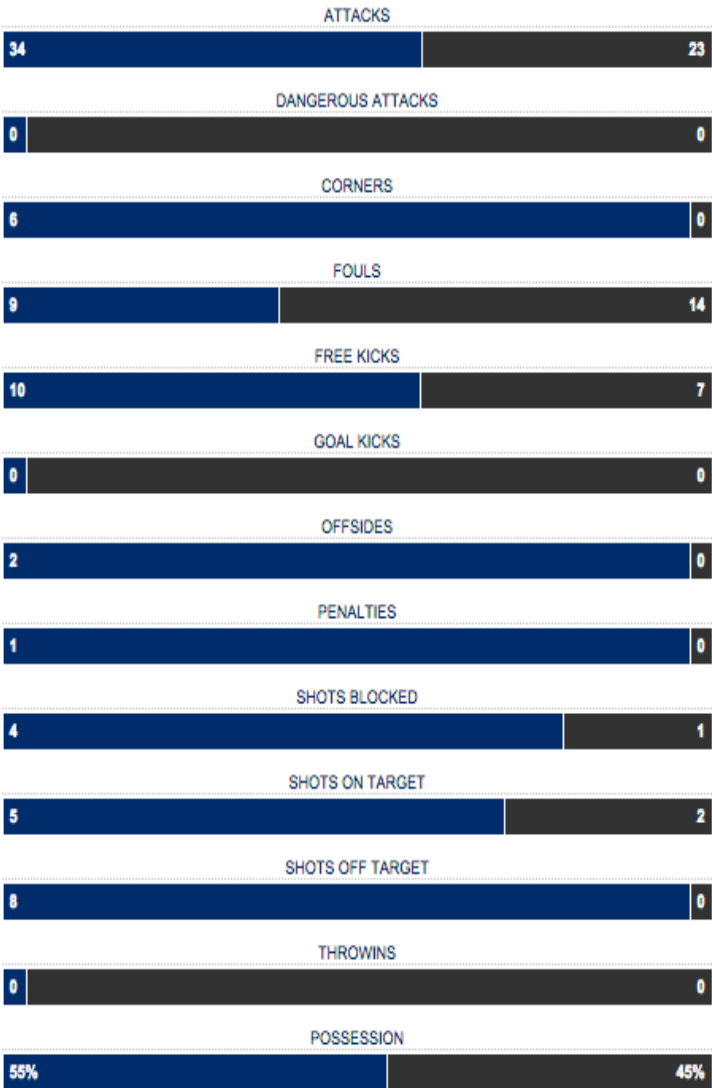 ATTACKS
34 23
DANGEROUS ATTACKS
0 0
CORNERS
6 0
FOULS
9 14
FREE KICKS
10 7
GOAL KICKS
0 0
OFFSIDES
2 0
PENALTIES
1 0
SHOTS BLOCKED
4 1
SHOTS ON TARGET
5 2
SHOTS OFF TARGET
8 0
THROWINS
0 0
POSSESSION
55% 45%